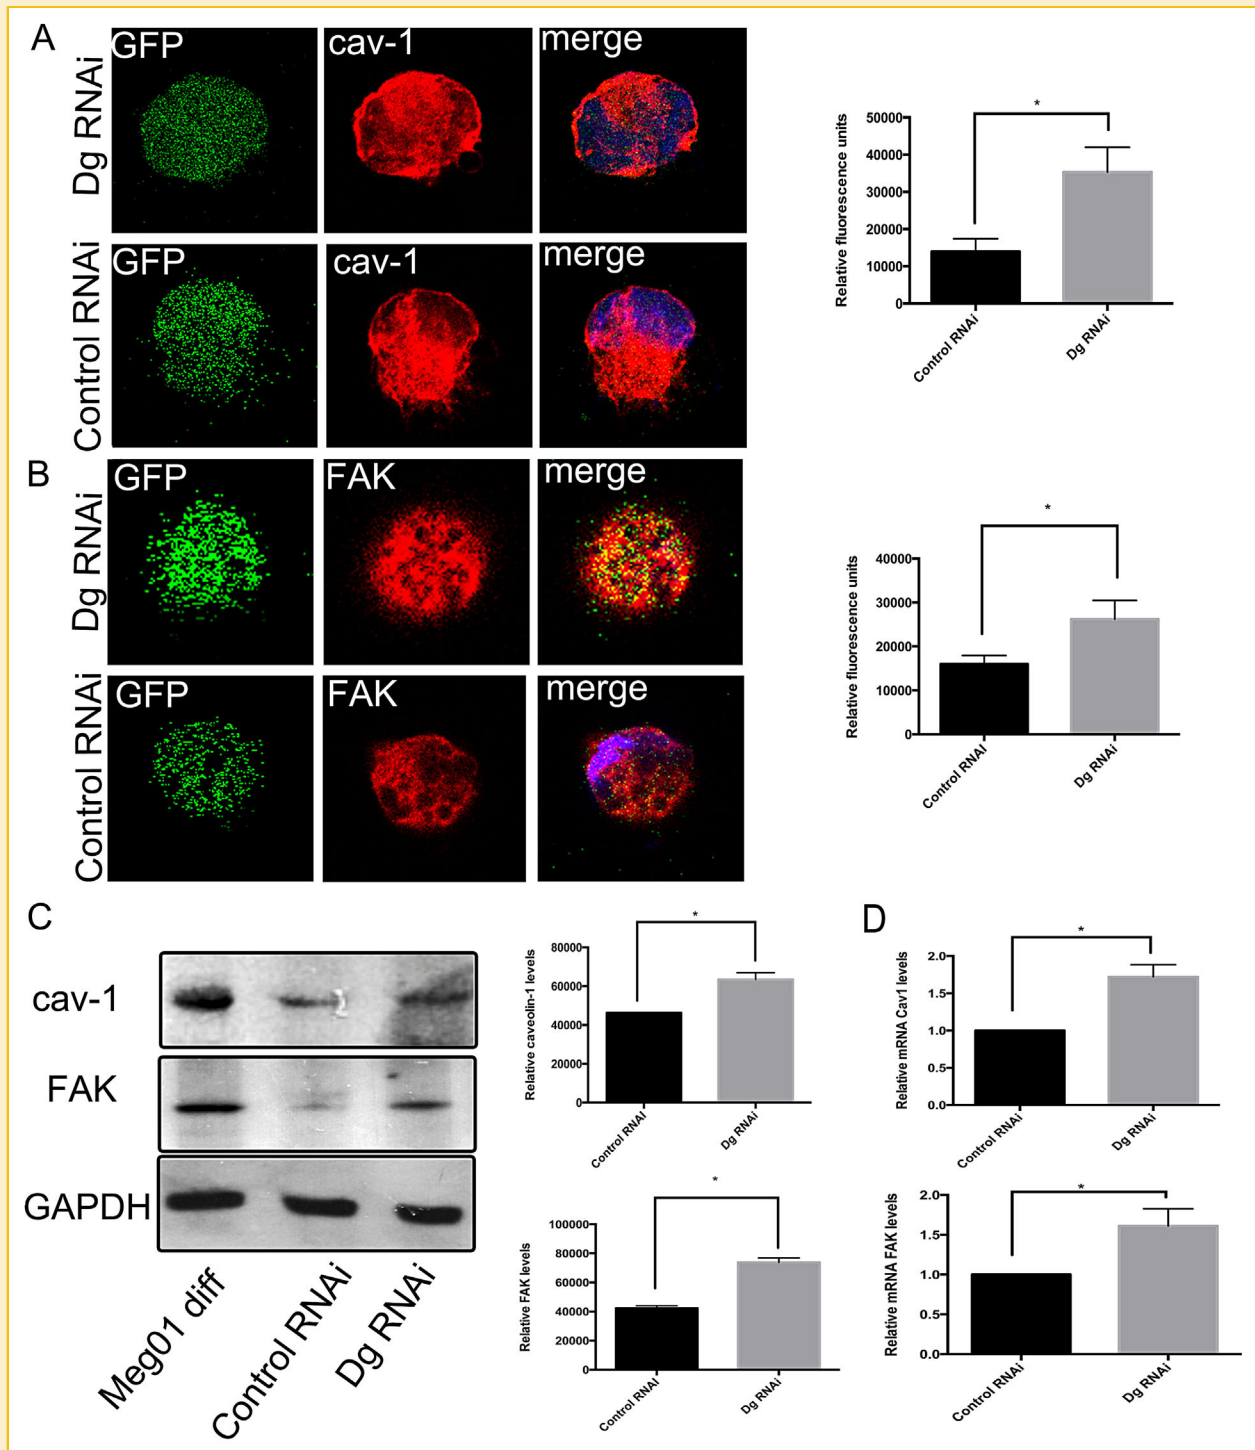 A
Dg RNAi
GFP
cav-1
merge
Control RNAi
GFP
cav-1
merge
Relative fluorescence units
50000
40000
30000
20000
10000
0
*
Control RNAi
Dg RNAi
B
Dg RNAi
GFP
FAK
merge
Control RNAi
GFP
FAK
merge
Relative fluorescence units
40000
30000
20000
10000
0
*
Control RNAi
Dg RNAi
C
cav-1
FAK
GAPDH
Meg01 diff
Control RNAi
Dg RNAi
Relative caveolin-1 levels
80000
60000
40000
20000
0
*
Control RNAi
Dg RNAi
Relative FAK levels
100000
80000
60000
40000
20000
0
*
Control RNAi
Dg RNAi
D
Relative mRNA Cav1 levels
2.0
1.5
1.0
0.5
0.0
*
Control RNAi
Dg RNAi
Relative mRNA FAK levels
2.0
1.5
1.0
0.5
0.0
*
Control RNAi
Dg RNAi